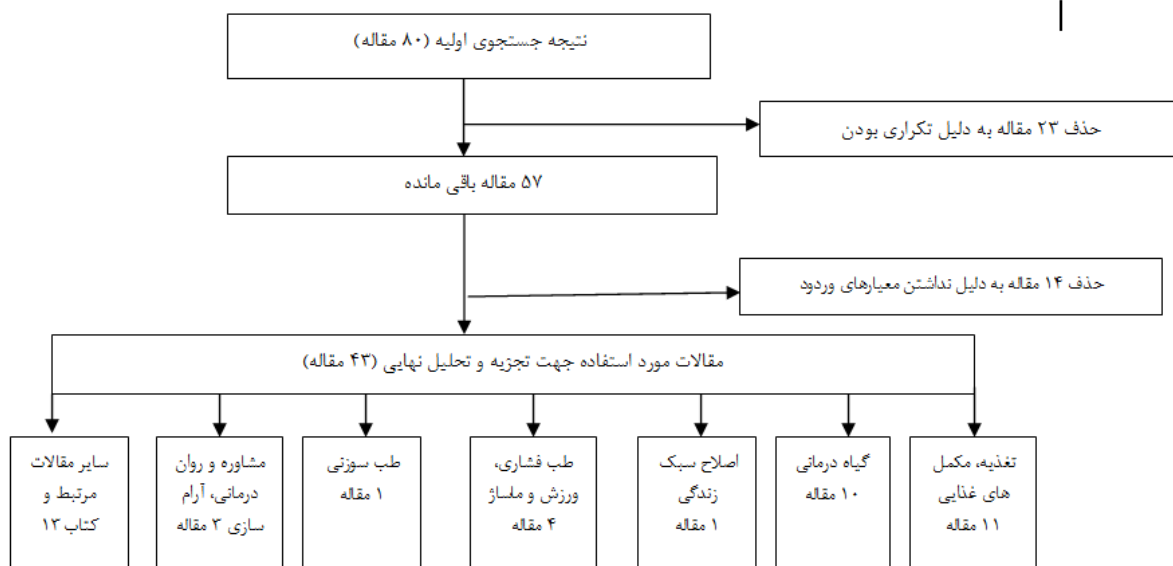 نتیجه جستجوی اولیه (۸۰ مقاله)
حذف ۲۳ مقاله به دلیل تکراری بودن
۵۷ مقاله باقی مانده
حذف ۱۴ مقاله به دلیل نداشتن معیارهای وردود
مقالات مورد استفاده جهت تجزیه و تحلیل نهایی (۴۳ مقاله)
تغذیه، مکمل
های غذایی
۱۱ مقاله
گیاه درمانی
۱۰ مقاله
اصلاح سبک
زندگی
۱ مقاله
طب فشاری،
ورزش و ماساژ
۴ مقاله
طب سوزنی
۱ مقاله
مشاوره و روان
درمانی، آرام
سازی ۳ مقاله
سایر مقالات
مرتبط و
کتاب ۱۳